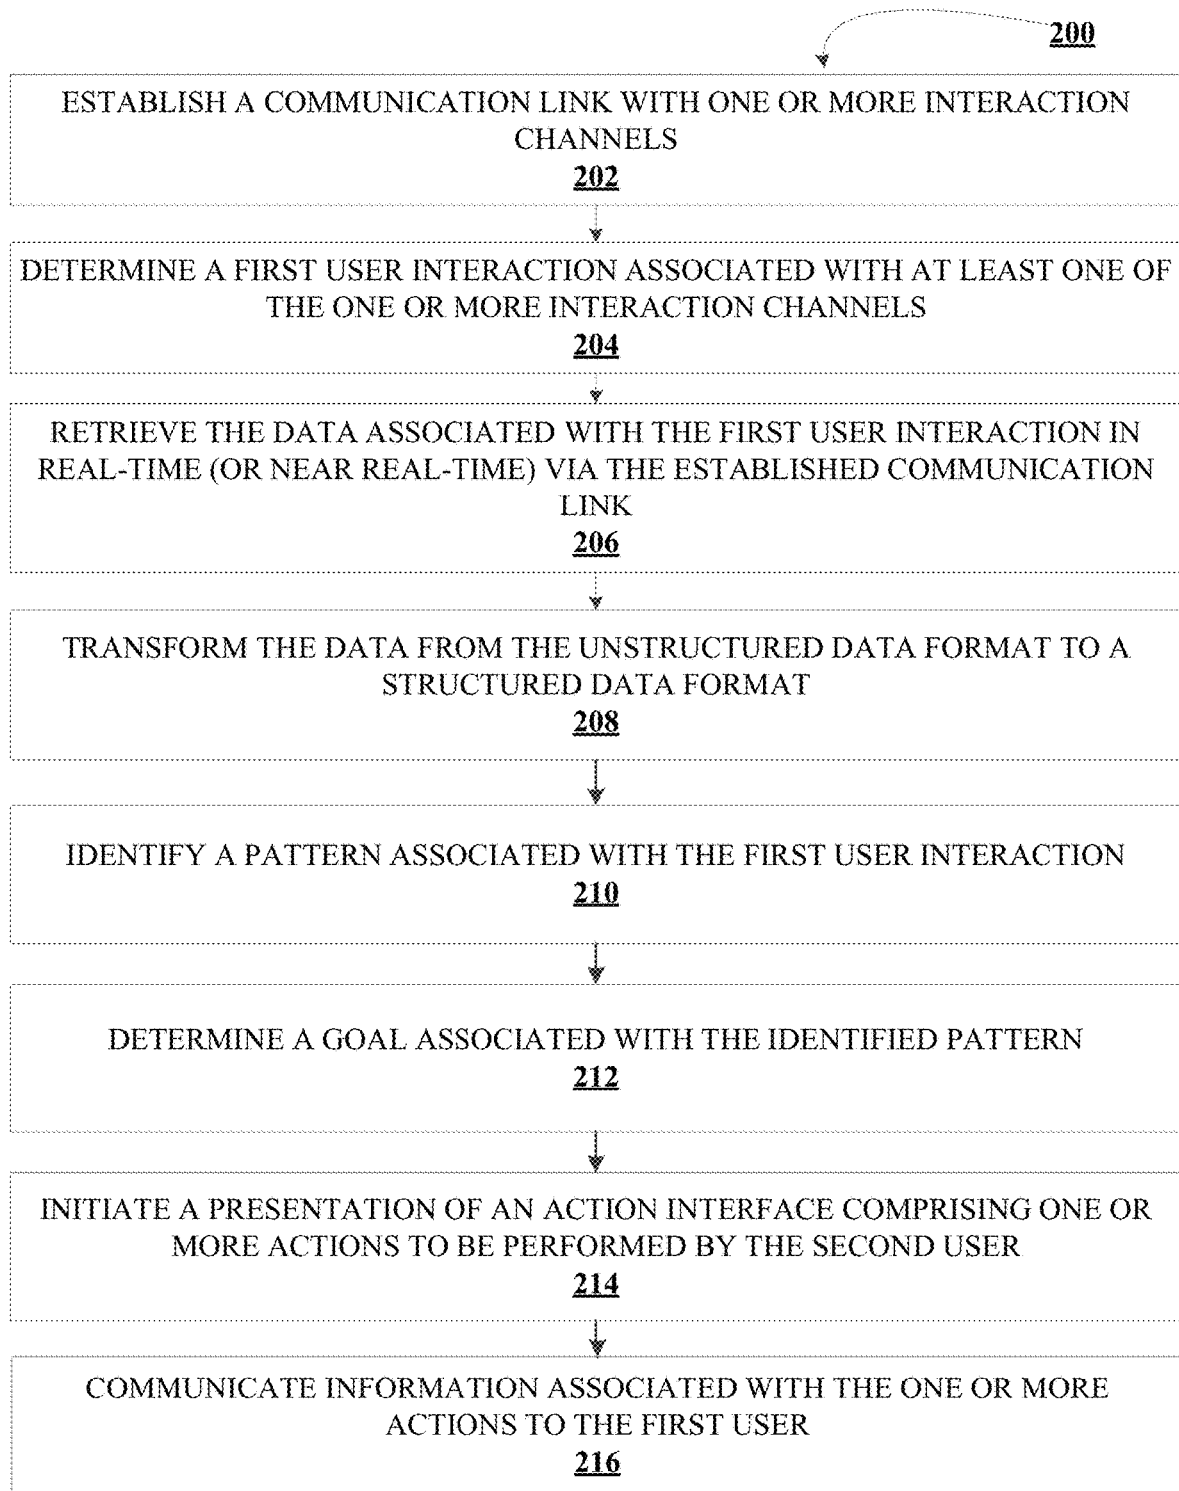 200
ESTABLISH A COMMUNICATION LINK WITH ONE OR MORE INTERACTION
CHANNELS
202
DETERMINE A FIRST USER INTERACTION ASSOCIATED WITH AT LEAST ONE OF
THE ONE OR MORE INTERACTION CHANNELS
204
RETRIEVE THE DATA ASSOCIATED WITH THE FIRST USER INTERACTION IN
REAL-TIME (OR NEAR REAL-TIME) VIA THE ESTABLISHED COMMUNICATION
LINK
206
TRANSFORM THE DATA FROM THE UNSTRUCTURED DATA FORMAT TO A
STRUCTURED DATA FORMAT
208
IDENTIFY A PATTERN ASSOCIATED WITH THE FIRST USER INTERACTION
210
DETERMINE A GOAL ASSOCIATED WITH THE IDENTIFIED PATTERN
212
INITIATE A PRESENTATION OF AN ACTION INTERFACE COMPRISING ONE OR
MORE ACTIONS TO BE PERFORMED BY THE SECOND USER
214
COMMUNICATE INFORMATION ASSOCIATED WITH THE ONE OR MORE
ACTIONS TO THE FIRST USER
216